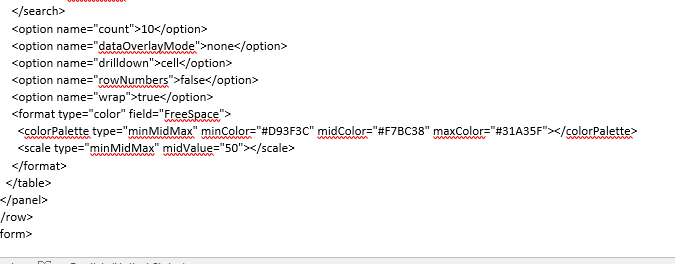 </search>
<option name="count">10</option>
<option name="dataOverlayMode">none</option>
<option name="drilldown">cell</option>
<option name="rowNumbers">false</option>
<option name="wrap">true</option>
<format type="color" field="FreeSpace">
<colorPalette type="minMidMax" minColor="#D93F3C" midColor="#F7BC38" maxColor="#31A35F"></colorPalette>
<scale type="minMidMax" midValue="50"></scale>
</format>
</table>
</panel>
/row>
form>